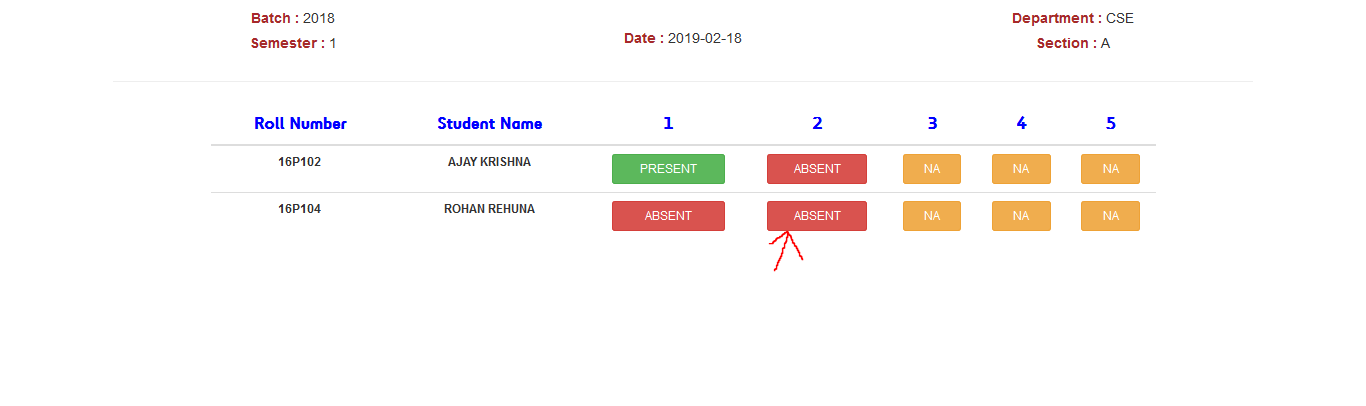 Batch : 2018
Semester : 1
Date : 2019-02-18
Department : CSE
Section : A
Roll Number Student Name 1 2 3 4 5
16P102 AJAY KRISHNA PRESENT ABSENT NA NA NA
16P104 ROHAN REHUNA ABSENT ABSENT NA NA NA